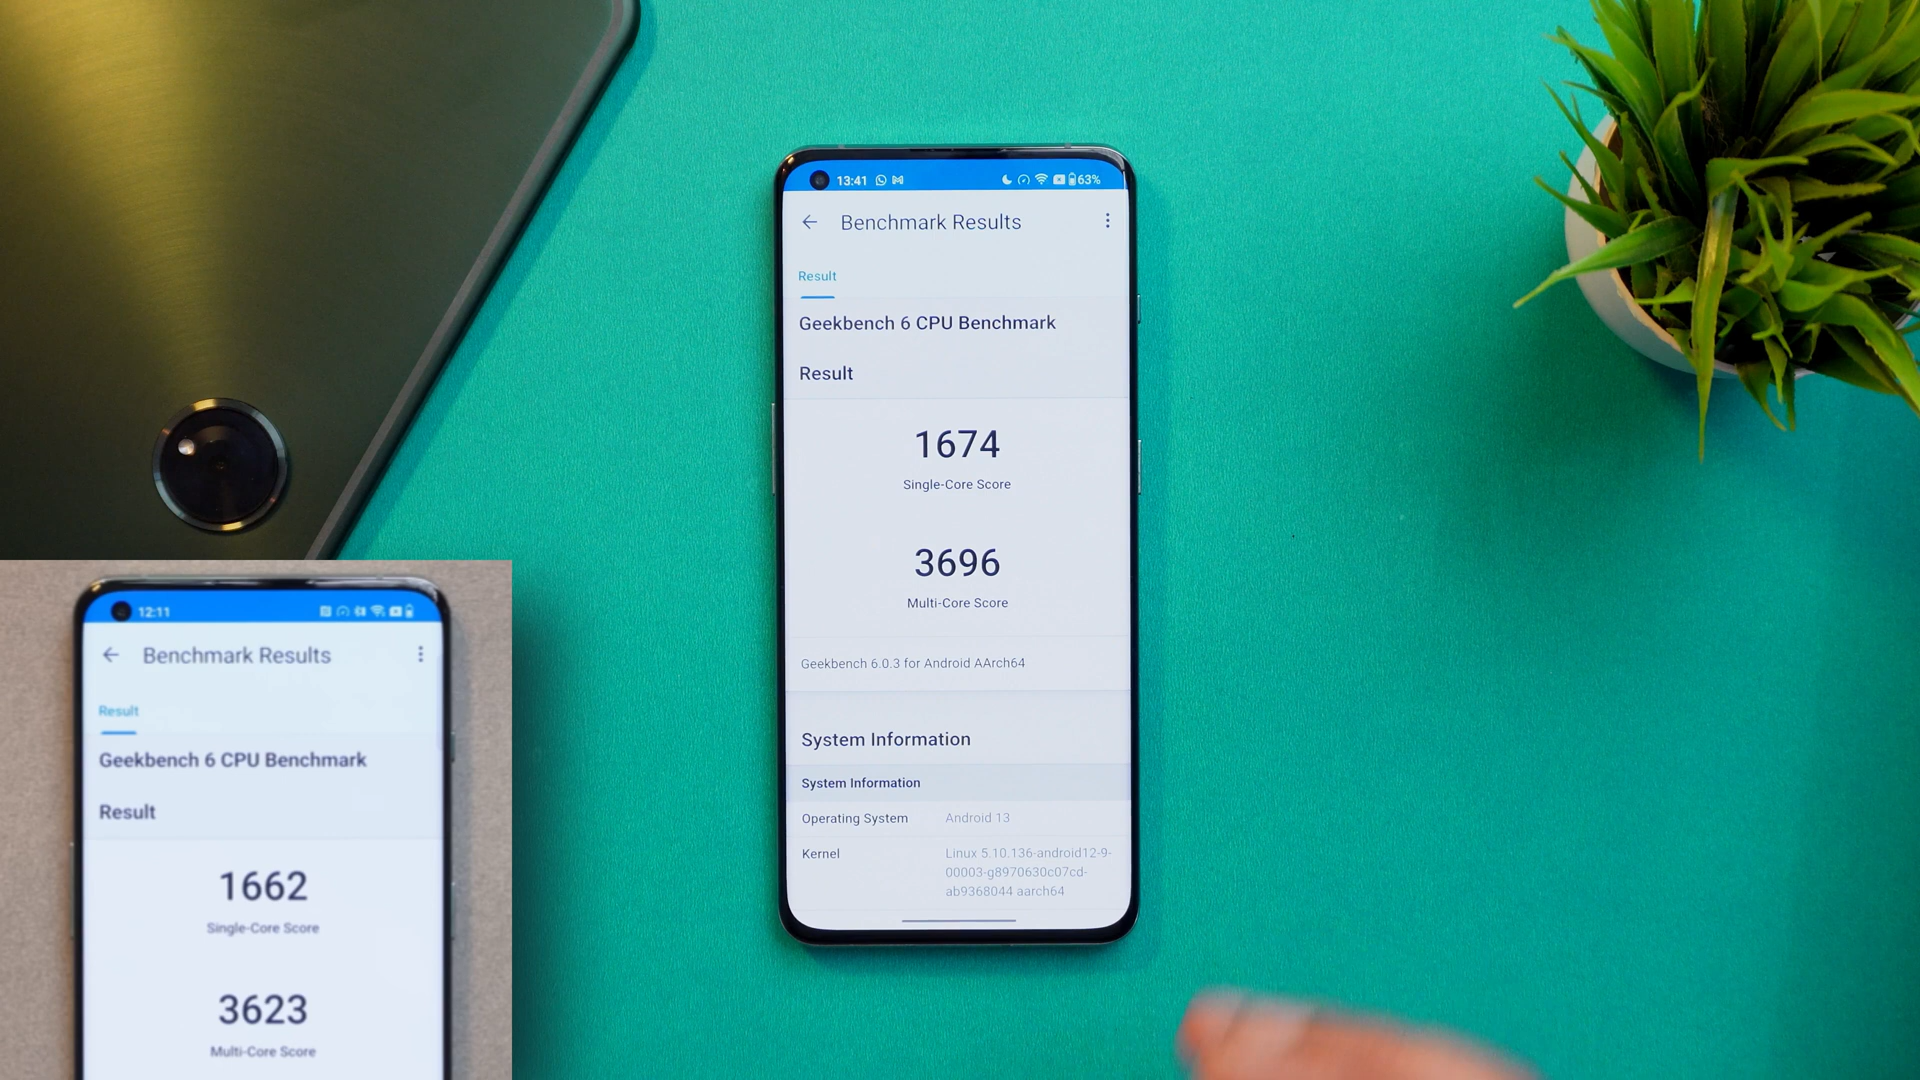 13:41
63%
Benchmark Results
Result
Geekbench 6 CPU Benchmark
Result
1674
Single-Core Score
3696
Multi-Core Score
Geekbench 6.0.3 for Android AArch64
System Information
System Information
Operating System Android 13
Kernel Linux 5.10.136-android12-9-
00003-g8970630c07cd-
ab9368044 aarch64
12:11
Benchmark Results
Result
Geekbench 6 CPU Benchmark
Result
1662
Single-Core Score
3623
Multi-Core Score